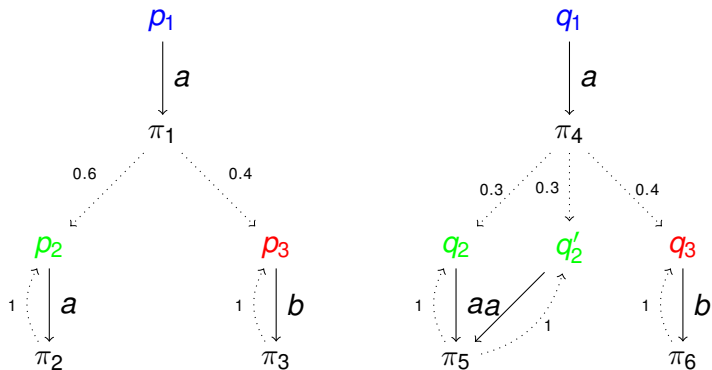 p₁ q₁
a a
π₁ π₄
0.6 0.4 0.3 0.3 0.4
p₂ p₃ q₂ q₂′ q₃
1 a 1 b 1 a a 1 1 b
π₂ π₃ π₅ π₆